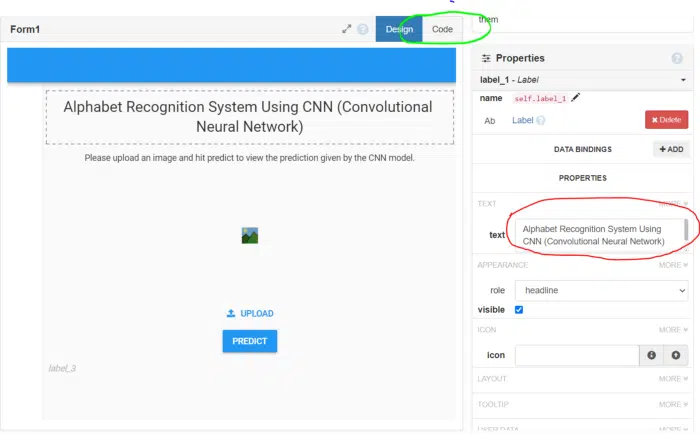 them
Form1
Design
Code
Properties
label_1 - Label
name self.label_1
Ab Label
Delete
DATA BINDINGS
+ ADD
PROPERTIES
TEXT MORE
text
Alphabet Recognition System Using
CNN (Convolutional Neural Network)
APPEARANCE MORE
role headline
visible
ICON MORE
icon
LAYOUT MORE
TOOLTIP MORE
USER DATA MORE
Alphabet Recognition System Using CNN (Convolutional
Neural Network)
Please upload an image and hit predict to view the prediction given by the CNN model.
UPLOAD
PREDICT
label_3